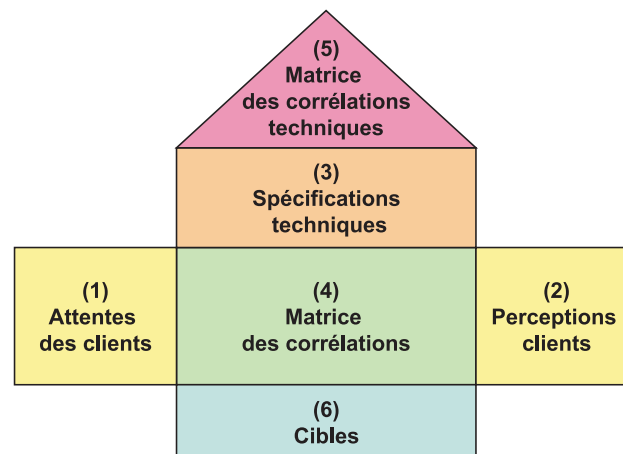 (5)
Matrice
des corrélations
techniques
(3)
Spécifications
techniques
(1)
Attentes
des clients
(4)
Matrice
des corrélations
(2)
Perceptions
clients
(6)
Cibles